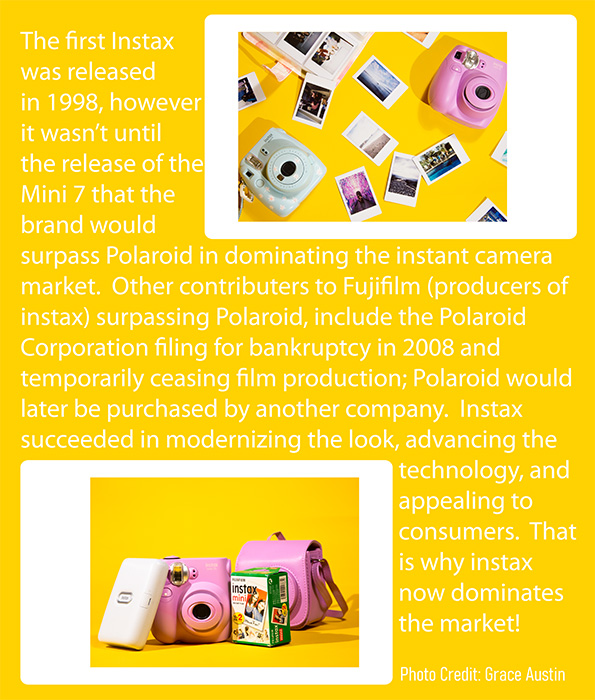 The first Instax
was released
in 1998, however
it wasn't until
the release of the
Mini 7 that the
brand would
surpass Polaroid in dominating the instant camera
market.  Other contributers to Fujifilm (producers of
instax) surpassing Polaroid, include the Polaroid
Corporation filing for bankruptcy in 2008 and
temporarily ceasing film production; Polaroid would
later be purchased by another company.  Instax
succeeded in modernizing the look, advancing the
technology, and
appealing to
consumers.  That
is why instax
now dominates
the market!
instax
mini
Photo Credit: Grace Austin